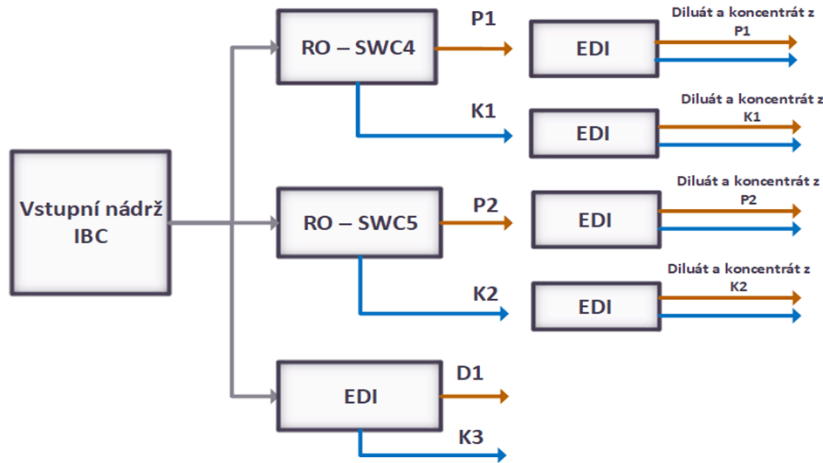 P1
Diluát a koncentrát z
P1
RO – SWC4
EDI
K1
Diluát a koncentrát z
K1
EDI
Vstupní nádrž
IBC
P2
Diluát a koncentrát z
P2
RO – SWC5
EDI
K2
Diluát a koncentrát z
K2
EDI
D1
EDI
K3